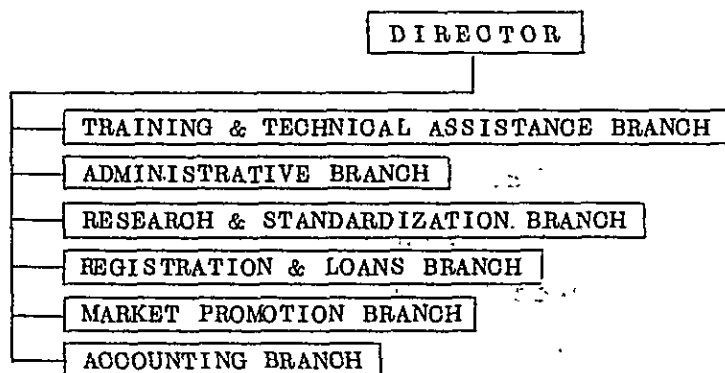 DIRECTOR
TRAINING & TECHNICAL ASSISTANCE BRANCH
ADMINISTRATIVE BRANCH
RESEARCH & STANDARDIZATION. BRANCH
REGISTRATION & LOANS BRANCH
MARKET PROMOTION BRANCH
ACCOUNTING BRANCH